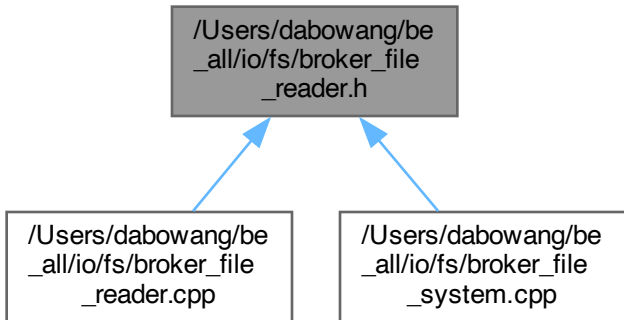 /Users/dabowang/be
_all/io/fs/broker_file
_reader.h
/Users/dabowang/be
_all/io/fs/broker_file
_reader.cpp
/Users/dabowang/be
_all/io/fs/broker_file
_system.cpp